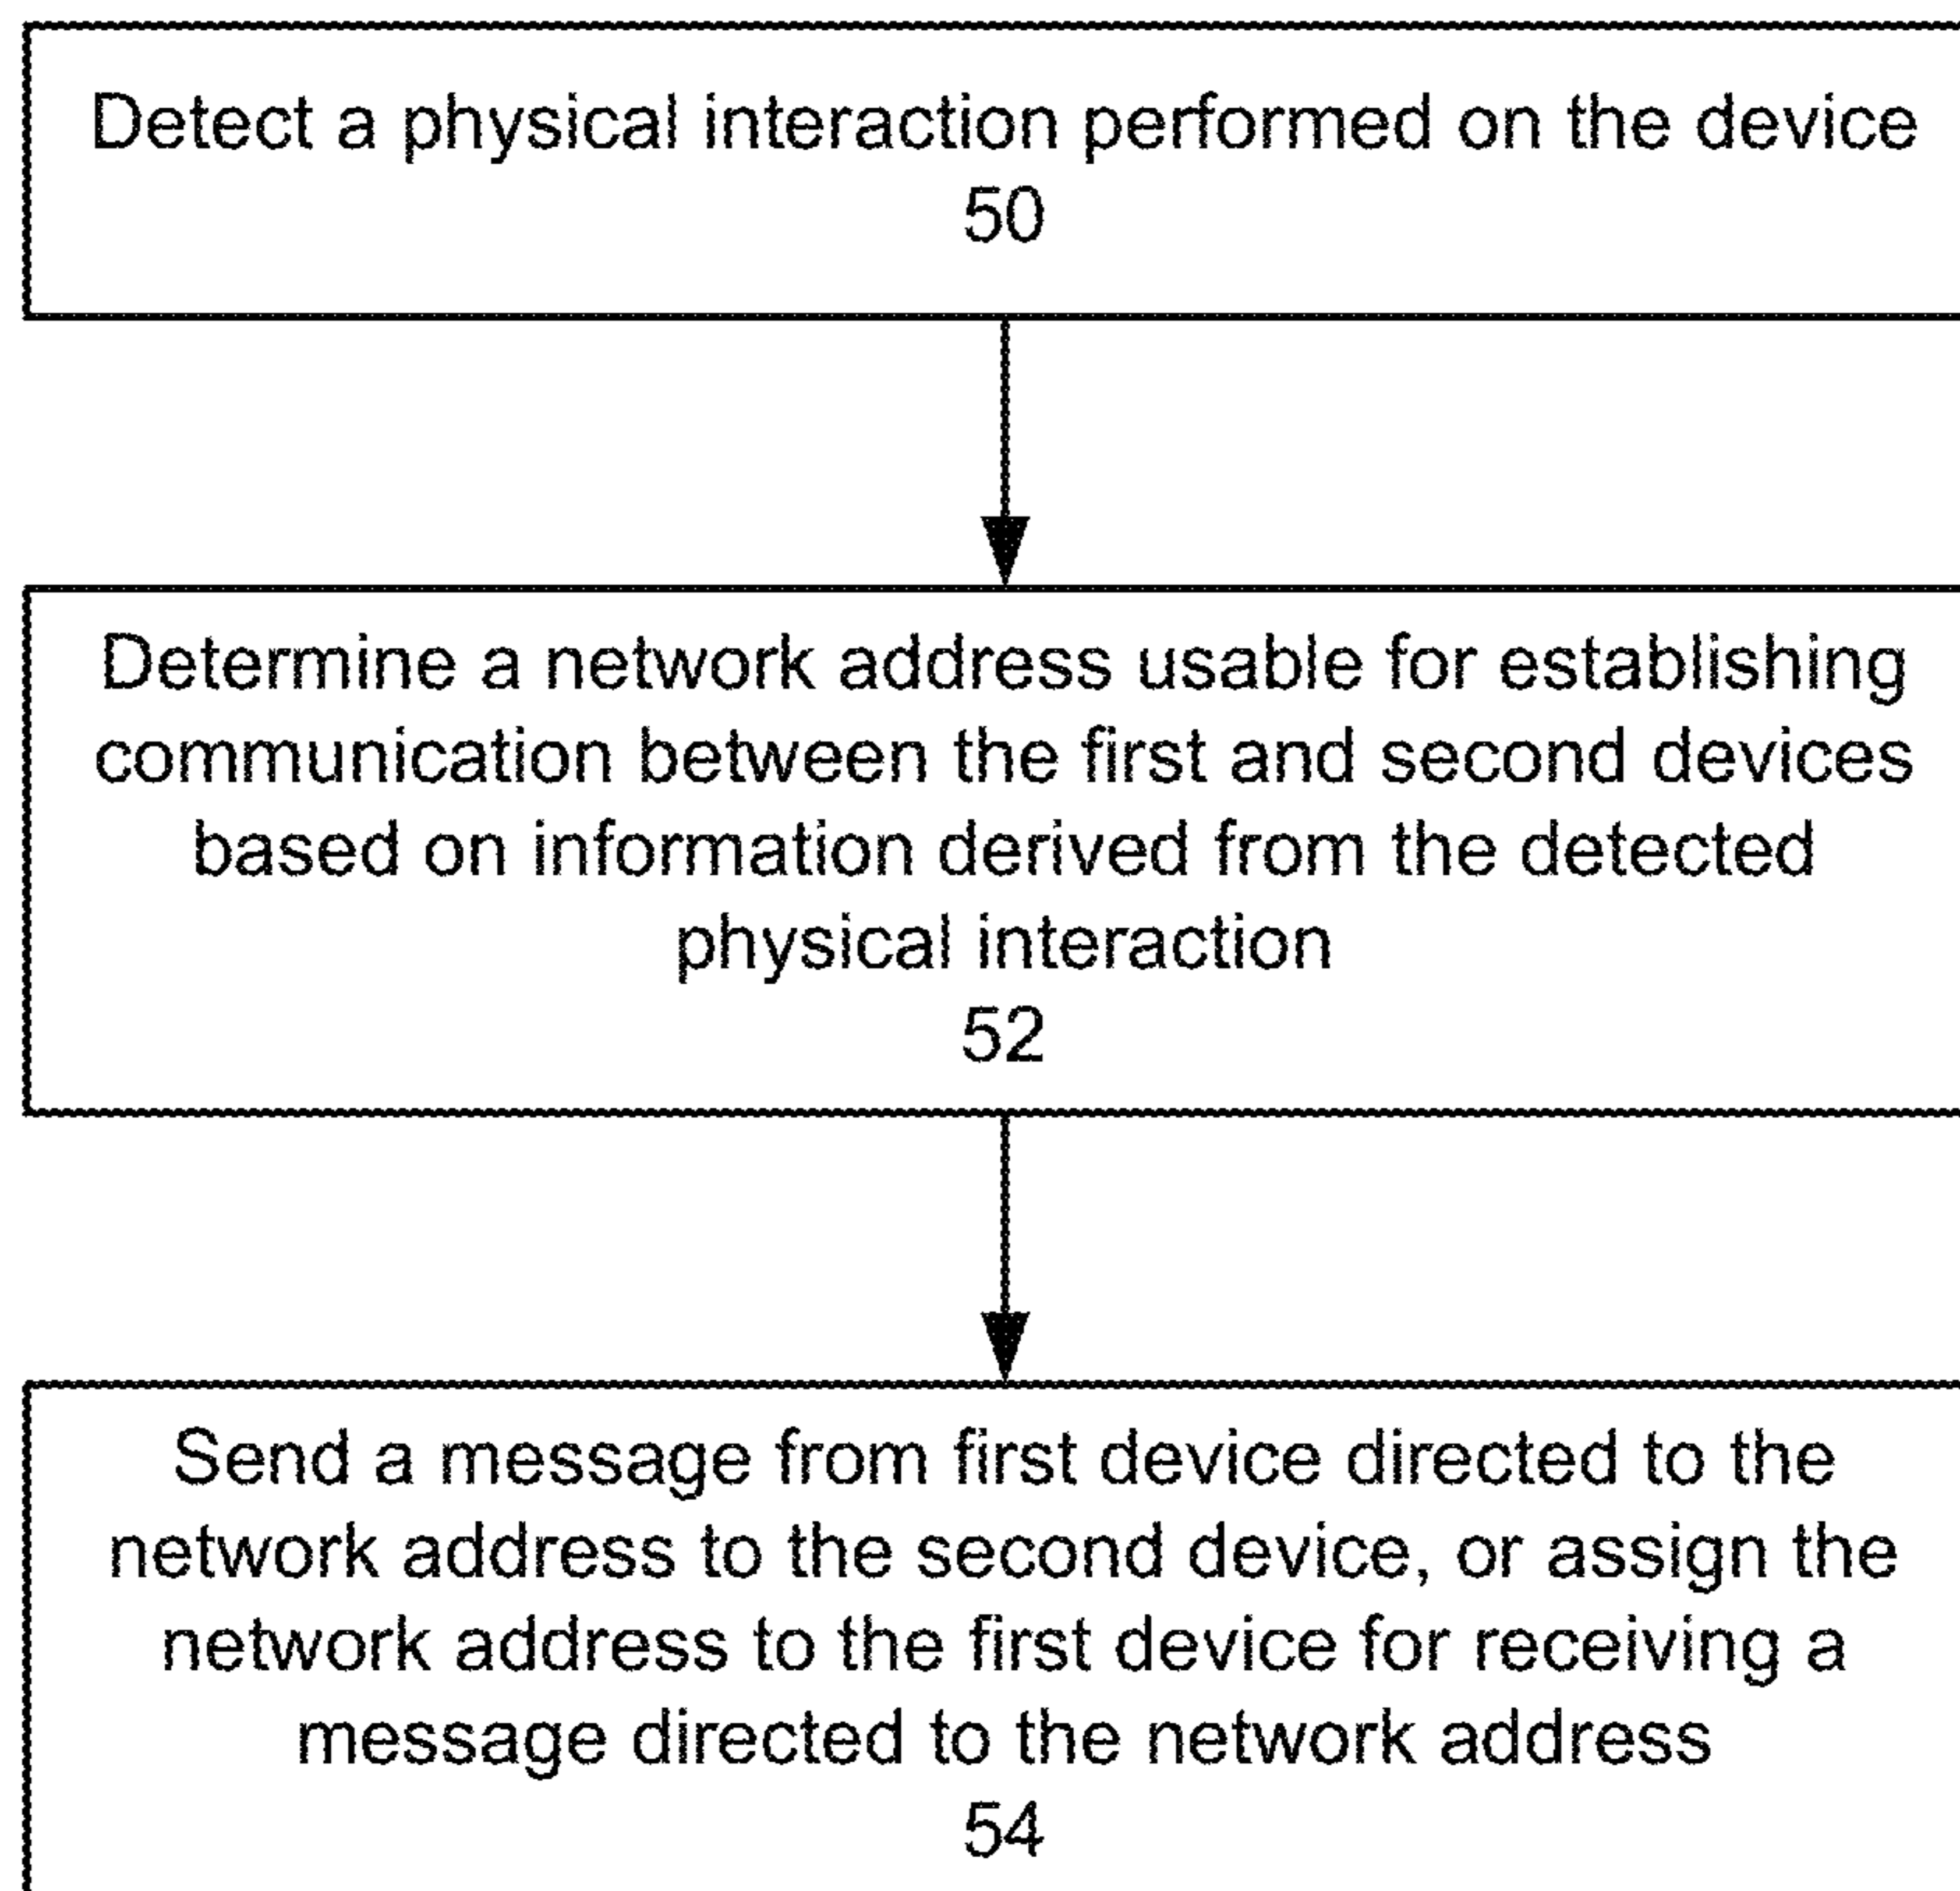 Detect a physical interaction performed on the device
50
Determine a network address usable for establishing
communication between the first and second devices
based on information derived from the detected
physical interaction
52
Send a message from first device directed to the
network address to the second device, or assign the
network address to the first device for receiving a
message directed to the network address
54